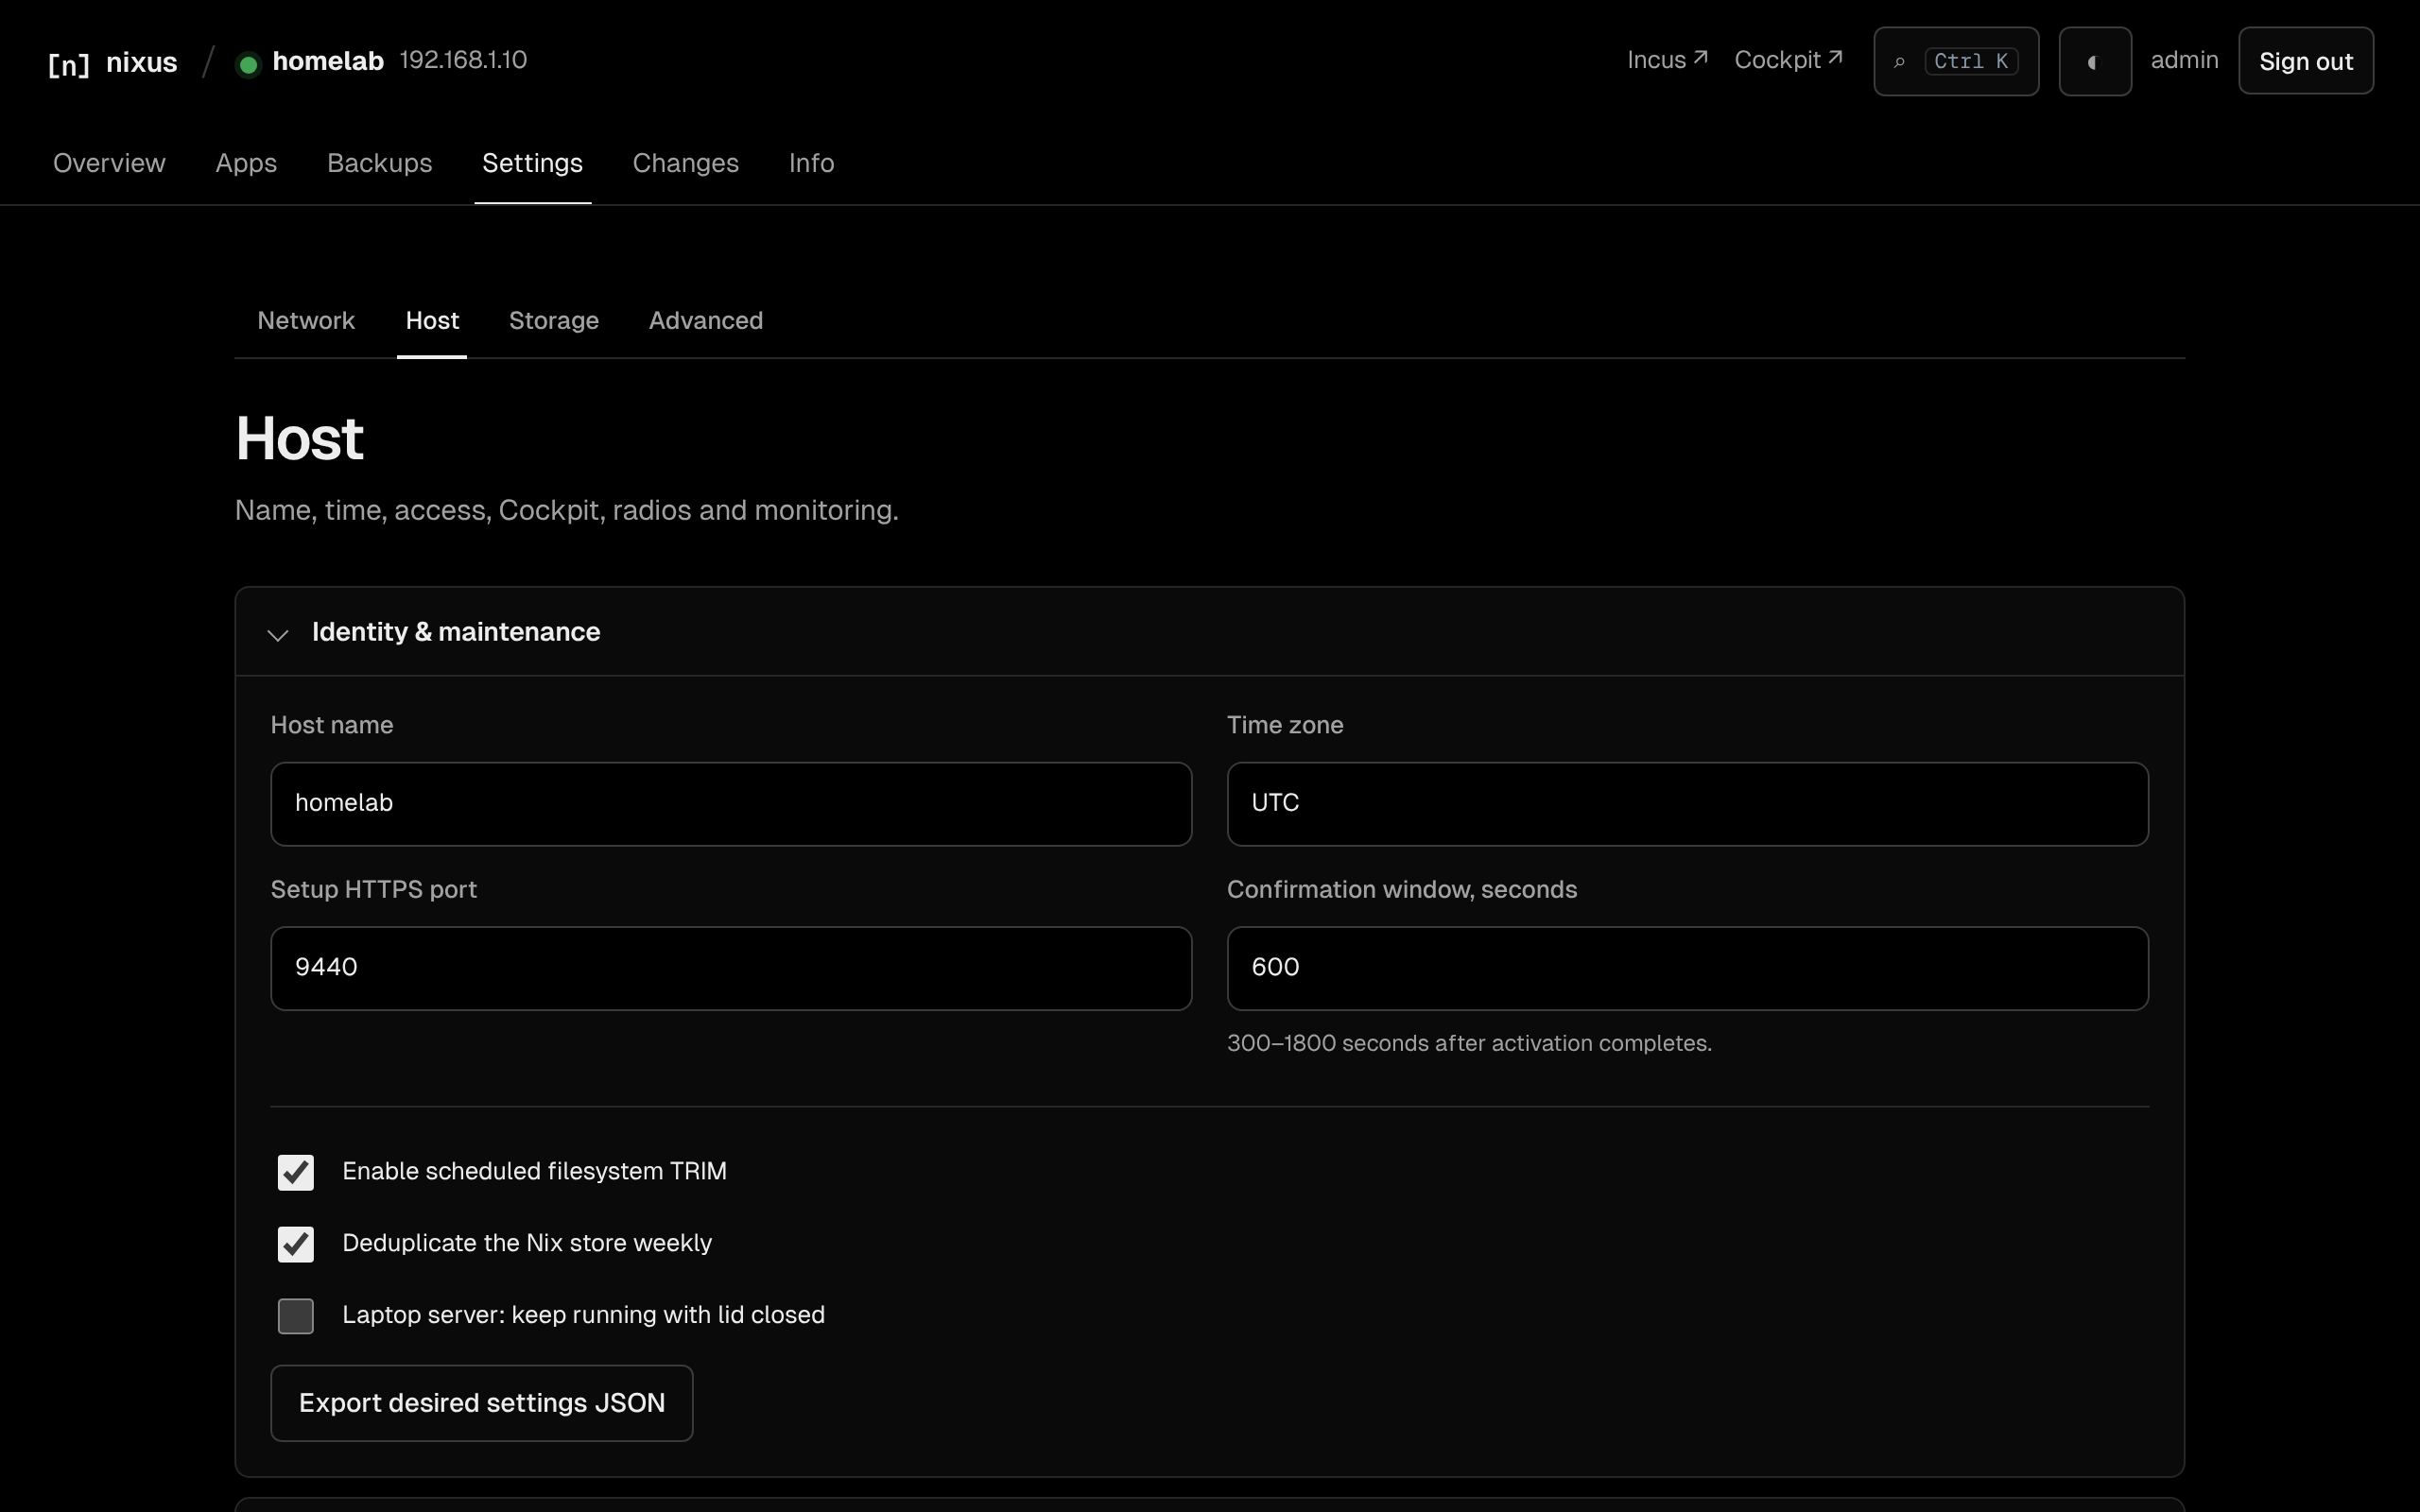 [n] nixus / homelab 192.168.1.10 Incus ↗ Cockpit ↗ Ctrl K admin Sign out
Overview Apps Backups Settings Changes Info
Network Host Storage Advanced
Host
Name, time, access, Cockpit, radios and monitoring.
Identity & maintenance
Host name Time zone
homelab UTC
Setup HTTPS port Confirmation window, seconds
9440 600
300–1800 seconds after activation completes.
Enable scheduled filesystem TRIM
Deduplicate the Nix store weekly
Laptop server: keep running with lid closed
Export desired settings JSON